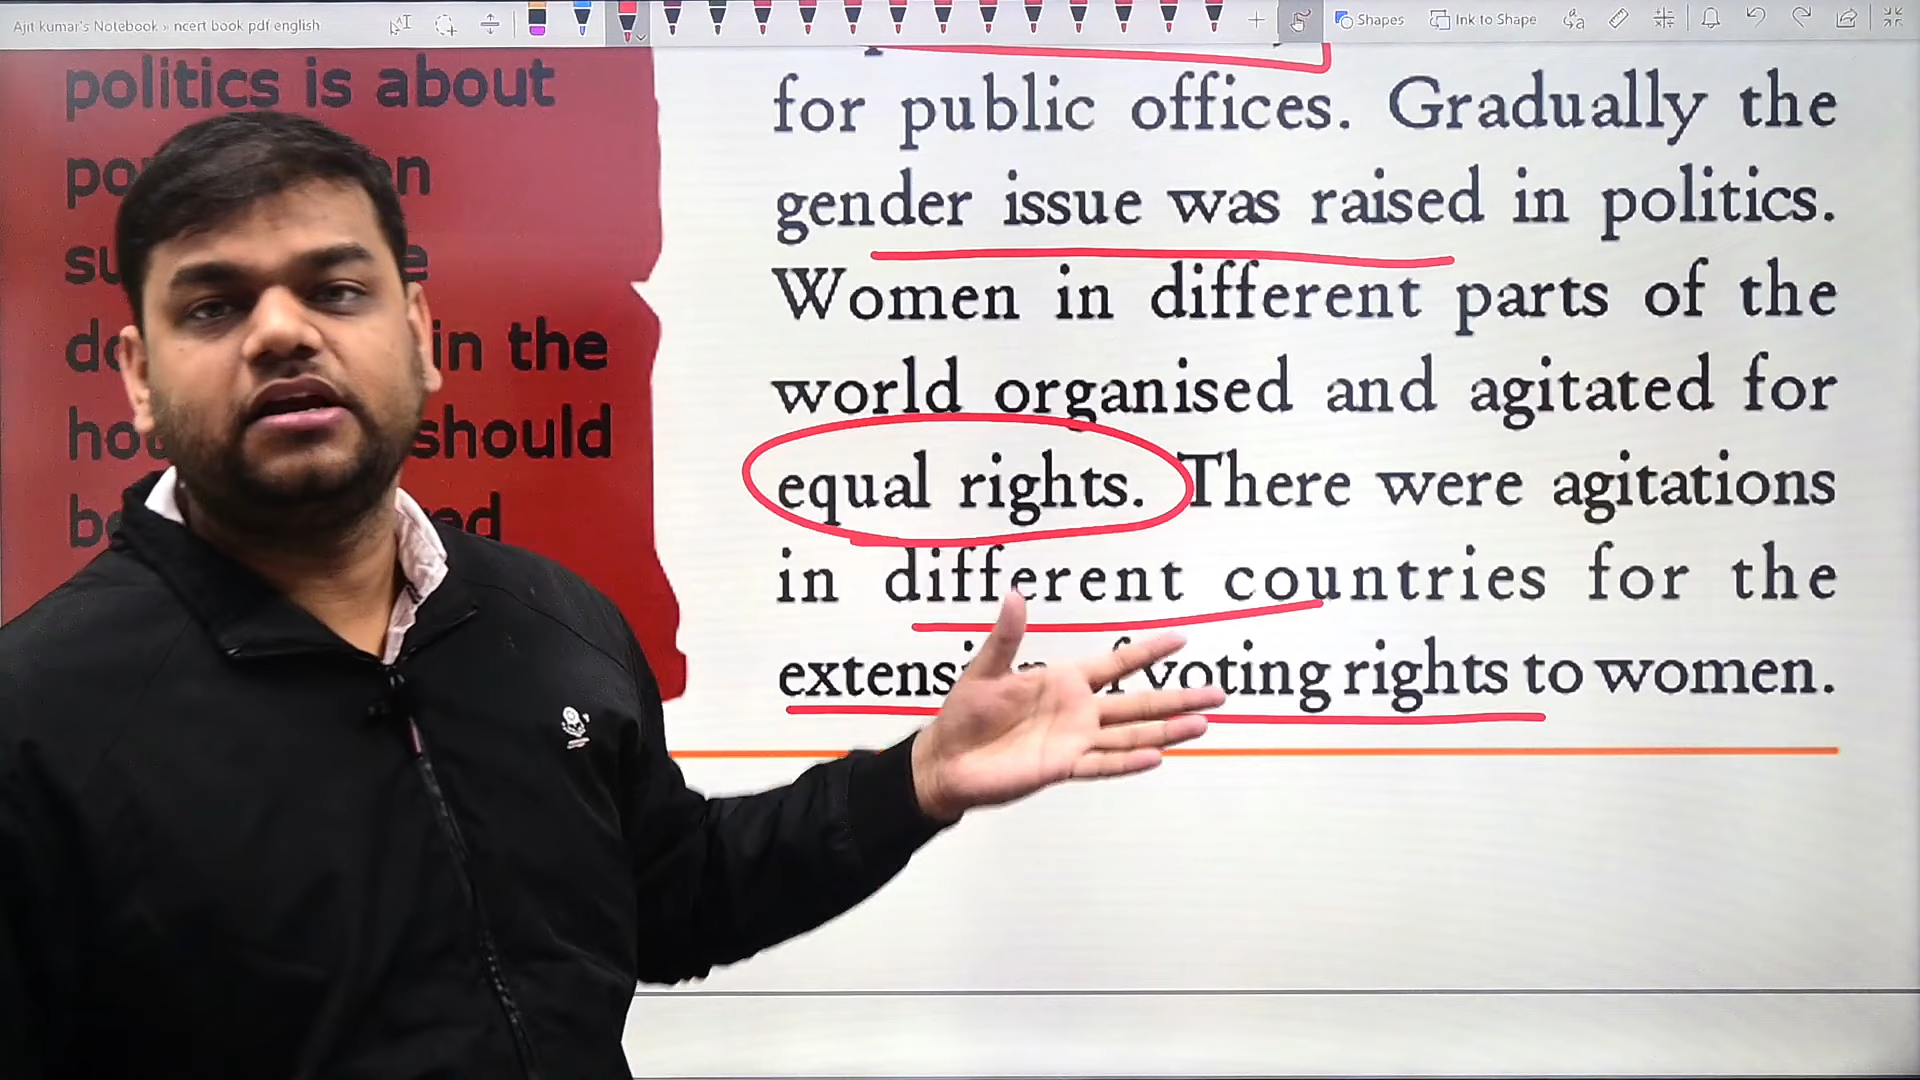 Ajit kumar's Notebook » ncert book pdf english
Shapes
Ink to Shape
politics is about
in the
should
for public offices. Gradually the
gender issue was raised in politics.
Women in different parts of the
world organised and agitated for
equal rights. There were agitations
in different countries for the
voting rights to women.